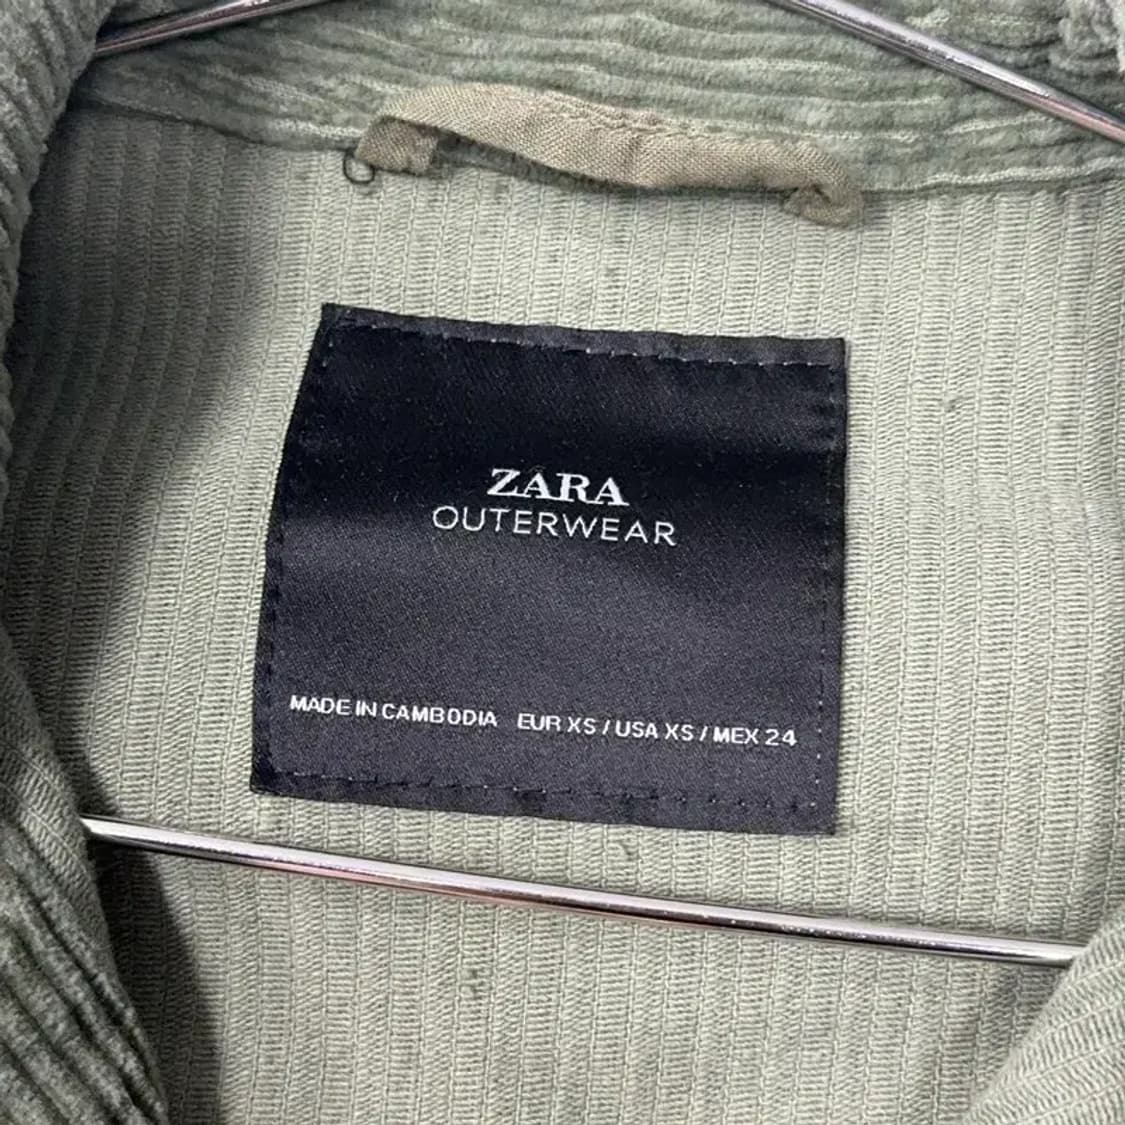 ZARA
OUTERWEAR
MADE IN CAMBODIA EUR XS / USA XS / MEX 24